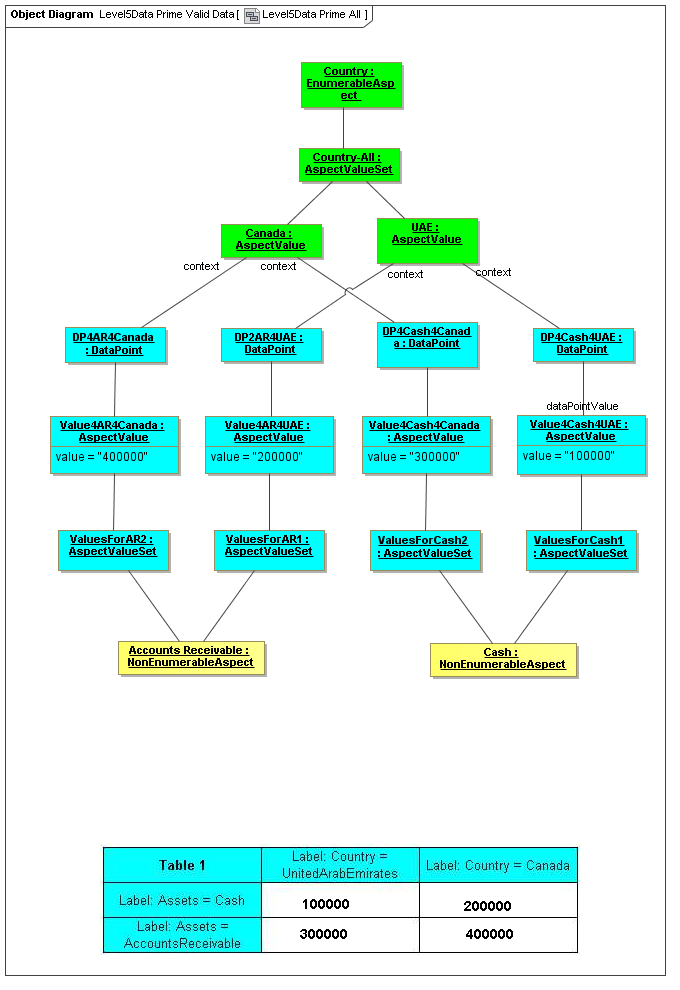 Object Diagram Level5Data Prime Valid Data[ Level5Data Prime All ]
Country :
EnumerableAsp
ect
Country-All :
AspectValueSet
Canada :
AspectValue
UAE :
AspectValue
context
context
context
context
DP4AR4Canada
: DataPoint
DP2AR4UAE :
DataPoint
DP4Cash4Canad
a : DataPoint
DP4Cash4UAE :
DataPoint
dataPointValue
Value4AR4Canada :
AspectValue
value = "400000"
Value4AR4UAE :
AspectValue
value = "200000"
Value4Cash4Canada
: AspectValue
value = "300000"
Value4Cash4UAE :
AspectValue
value = "100000"
ValuesForAR2 :
AspectValueSet
ValuesForAR1 :
AspectValueSet
ValuesForCash2
: AspectValueSet
ValuesForCash1
: AspectValueSet
Accounts Receivable :
NonEnumerableAspect
Cash :
NonEnumerableAspect
Table 1
Label: Country =
UnitedArabEmirates
Label: Country = Canada
Label: Assets = Cash
100000
200000
Label: Assets =
AccountsReceivable
300000
400000